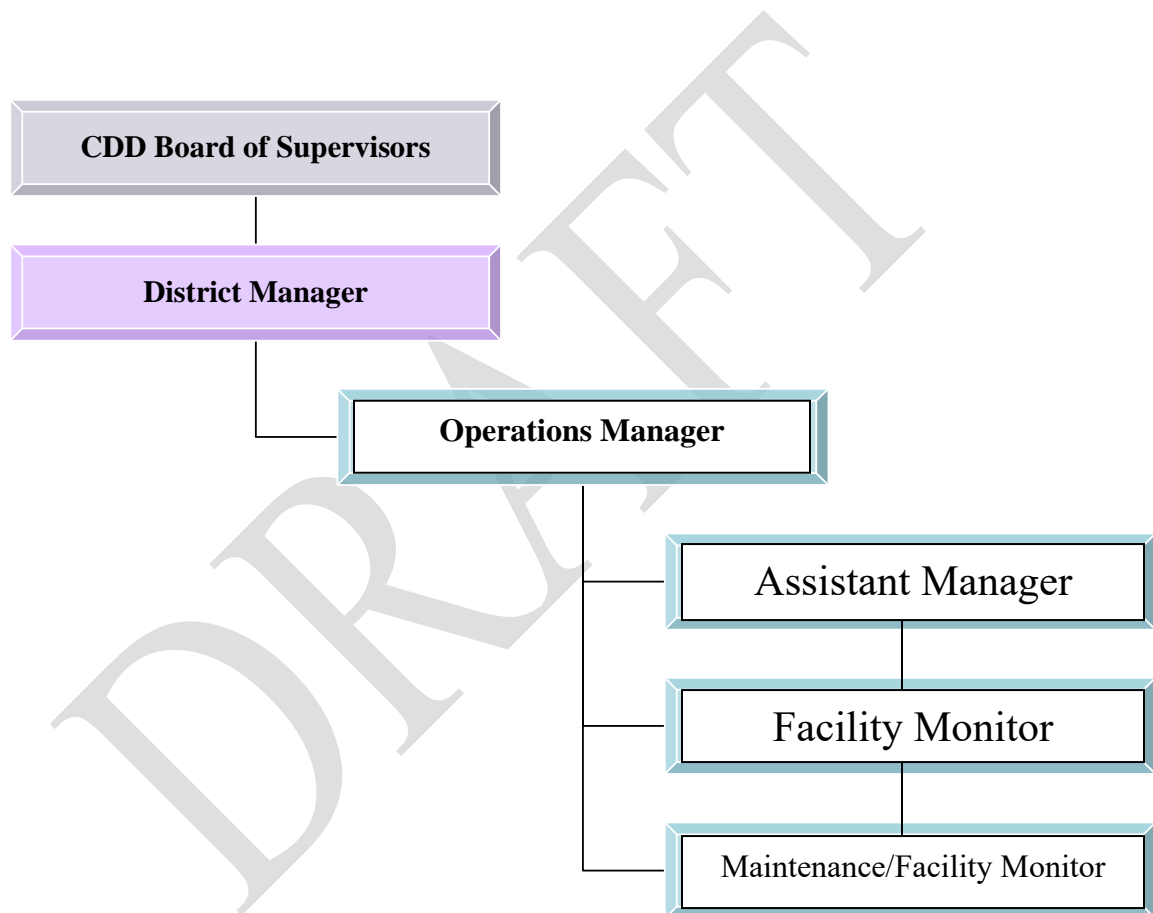 CDD Board of Supervisors
District Manager
Operations Manager
Assistant Manager
Facility Monitor
Maintenance/Facility Monitor
DRAFT